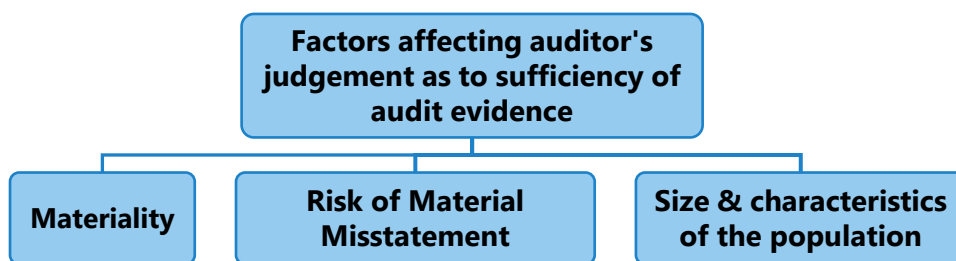 Factors affecting auditor's
judgement as to sufficiency of
audit evidence
Materiality
Risk of Material
Misstatement
Size & characteristics
of the population